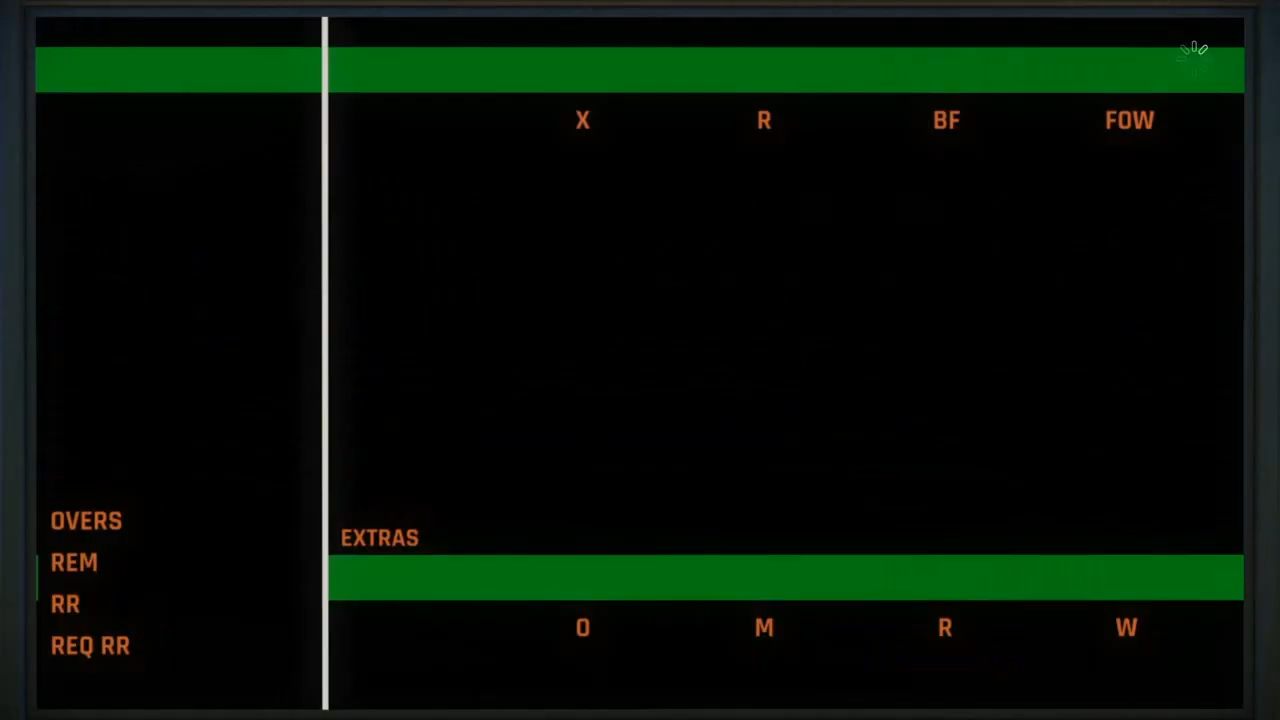 X R BF FOW
OVERS
EXTRAS
REM
RR
O M R W
REQ RR